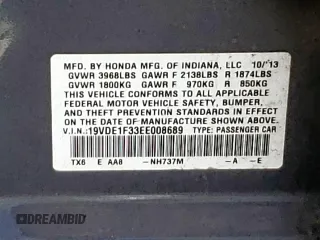 MFD. BY HONDA MFG. OF INDIANA, LLC 10/13
GVWR 3968LBS GAWR F 2138LBS R 1874LBS
GVWR 1800KG GAWR F 970KG R 850KG
THIS VEHICLE CONFORMS TO ALL APPLICABLE
FEDERAL MOTOR VEHICLE SAFETY, BUMPER,
AND THEFT PREVENTION STANDARDS IN EFFECT
ON THE DATE OF MANUFACTURE SHOWN ABOVE.
V.I.N.: 19VDE1F33EE008689 TYPE: PASSENGER CAR
TX6 E AA8 -NH737M -A -E
@DREAMBID